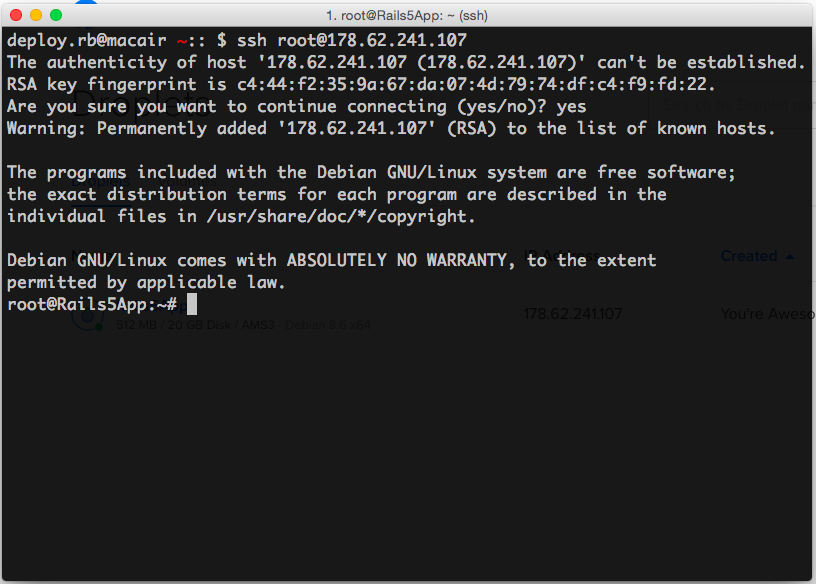 1. root@Rails5App: ~ (ssh)
deploy.rb@macair ~:: $ ssh root@178.62.241.107
The authenticity of host '178.62.241.107 (178.62.241.107)' can't be established.
RSA key fingerprint is c4:44:f2:35:9a:67:da:07:4d:79:74:df:c4:f9:fd:22.
Are you sure you want to continue connecting (yes/no)? yes
Warning: Permanently added '178.62.241.107' (RSA) to the list of known hosts.
The programs included with the Debian GNU/Linux system are free software;
the exact distribution terms for each program are described in the
individual files in /usr/share/doc/*/copyright.
Debian GNU/Linux comes with ABSOLUTELY NO WARRANTY, to the extent
permitted by applicable law.
root@Rails5App:~#
Droplets
IP Address
Created
512 MB / 20 GB Disk / AMS3 - Debian 8.6 x64
178.62.241.107
You're Aweso